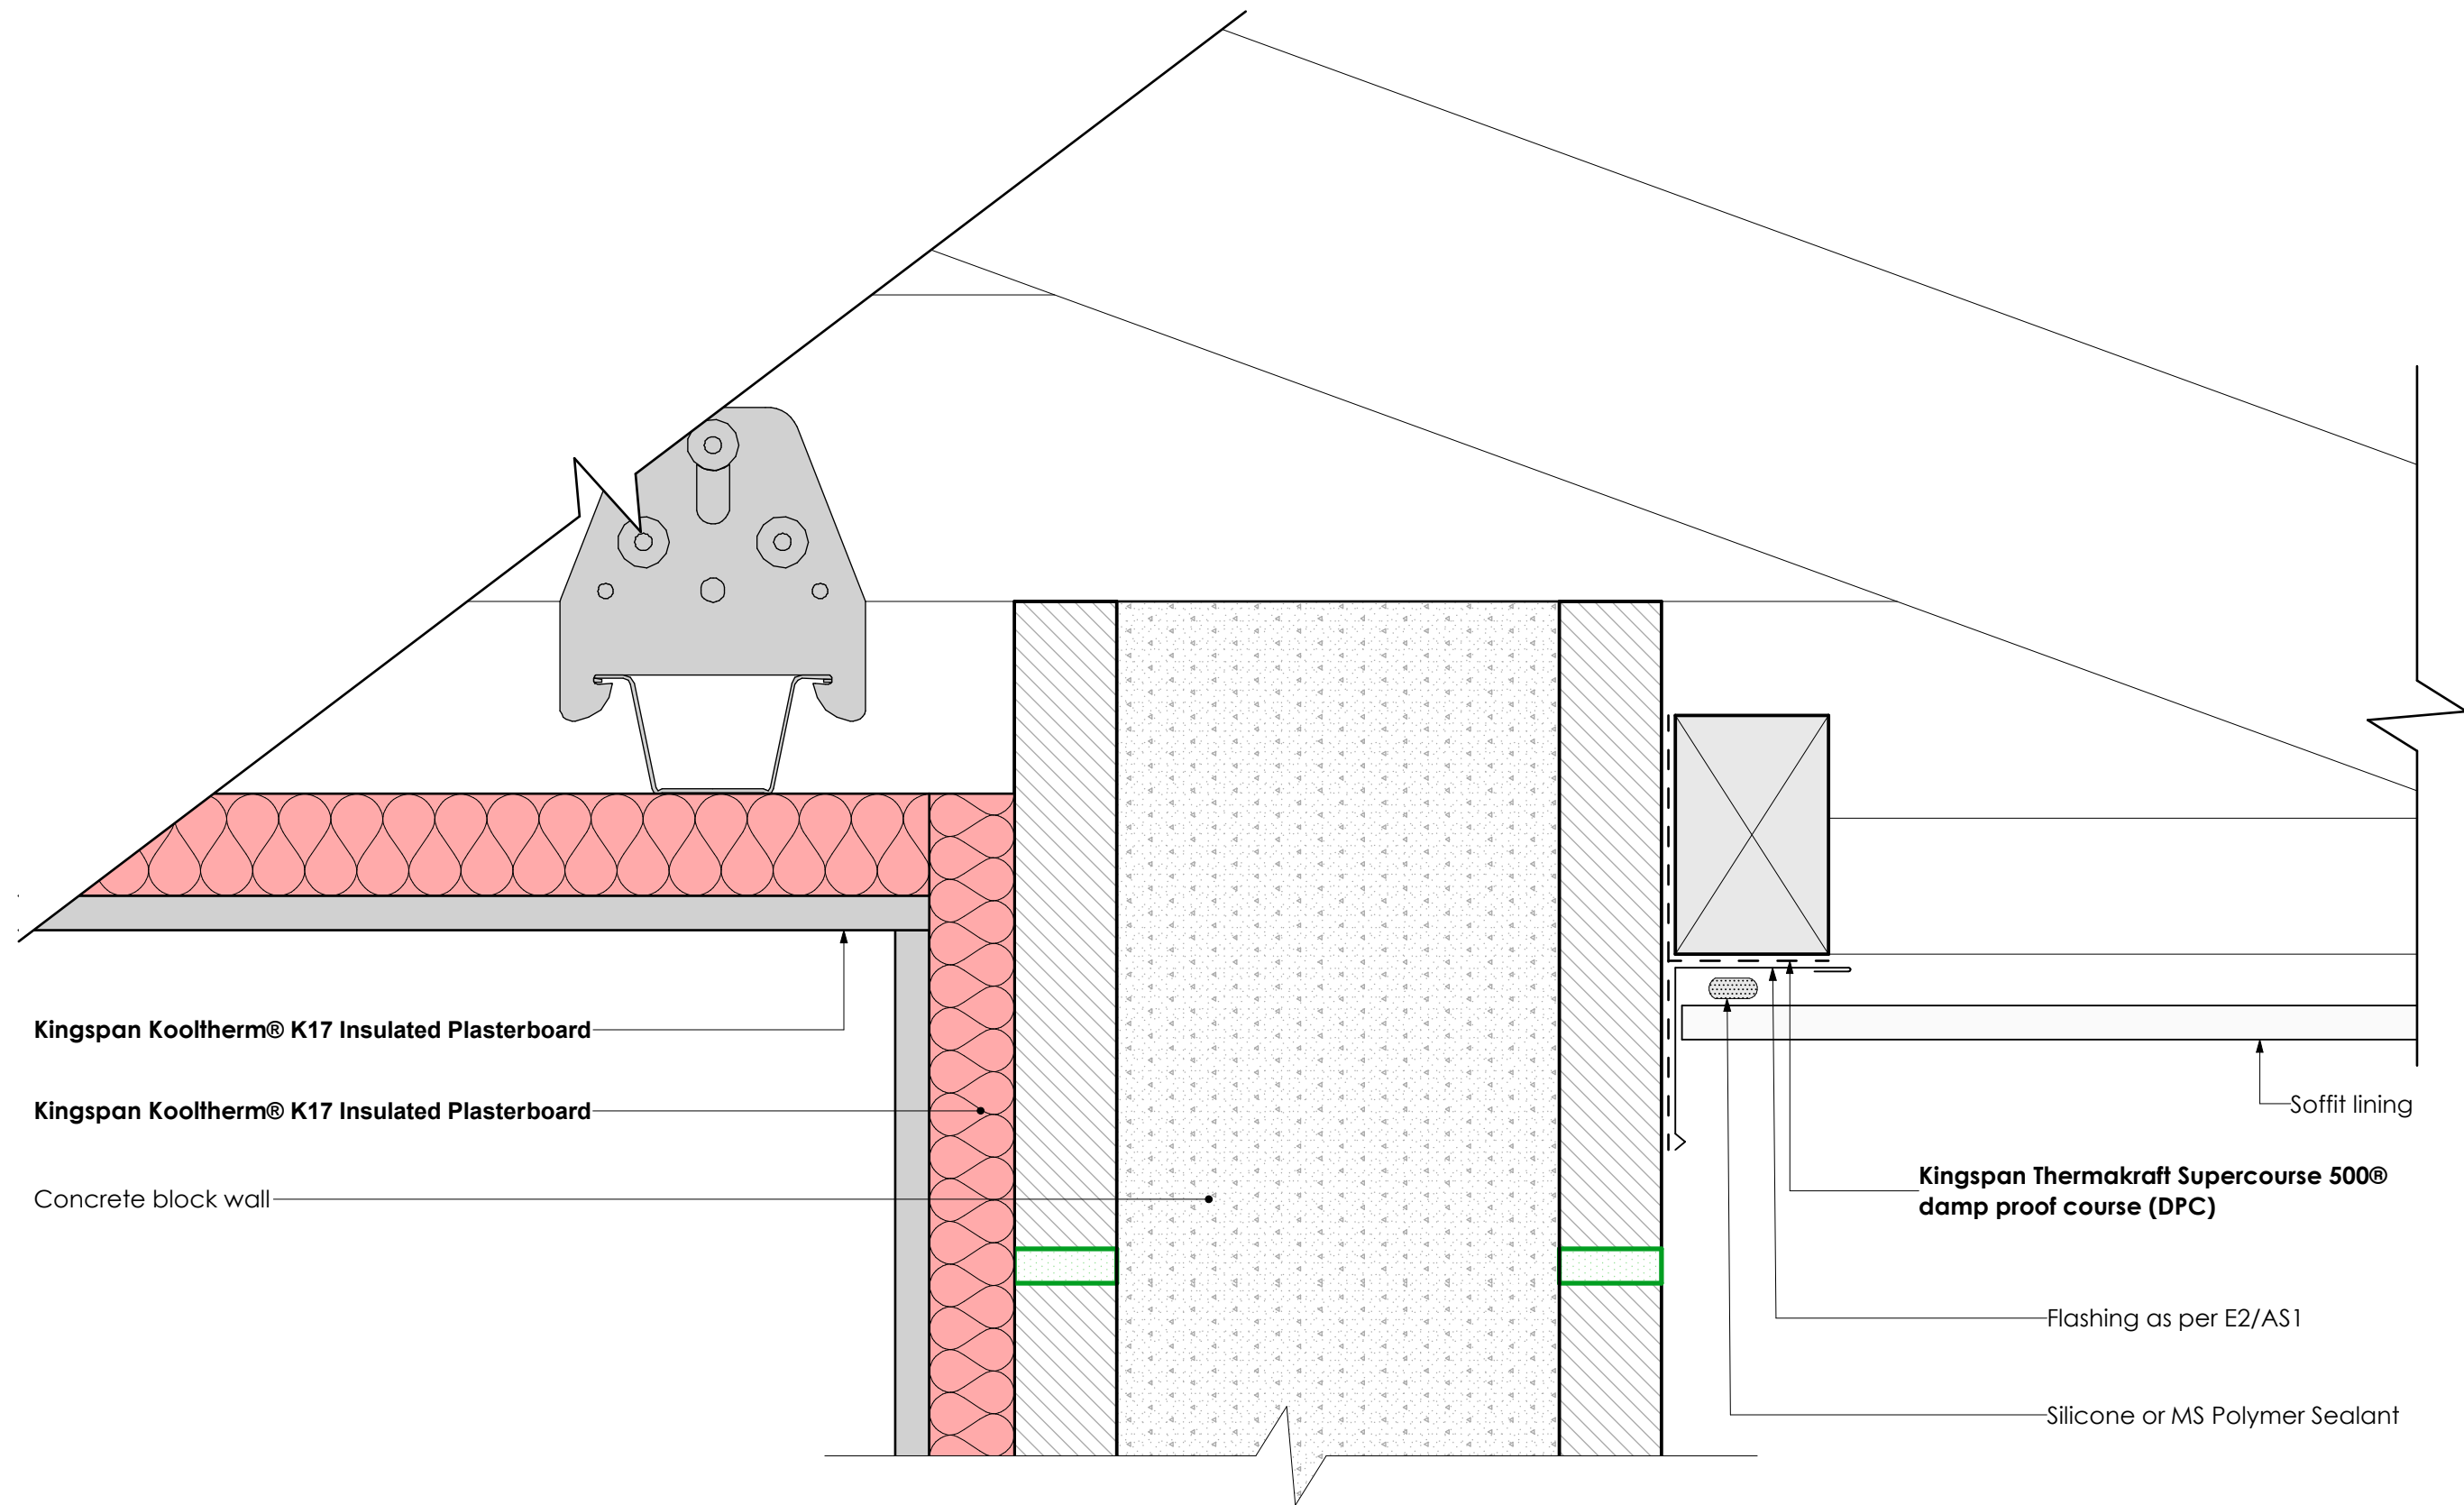 Kingspan Kooltherm® K17 Insulated Plasterboard
Kingspan Kooltherm® K17 Insulated Plasterboard
Concrete block wall
Soffit lining
Kingspan Thermakraft Supercourse 500®
damp proof course (DPC)
Flashing as per E2/AS1
Silicone or MS Polymer Sealant